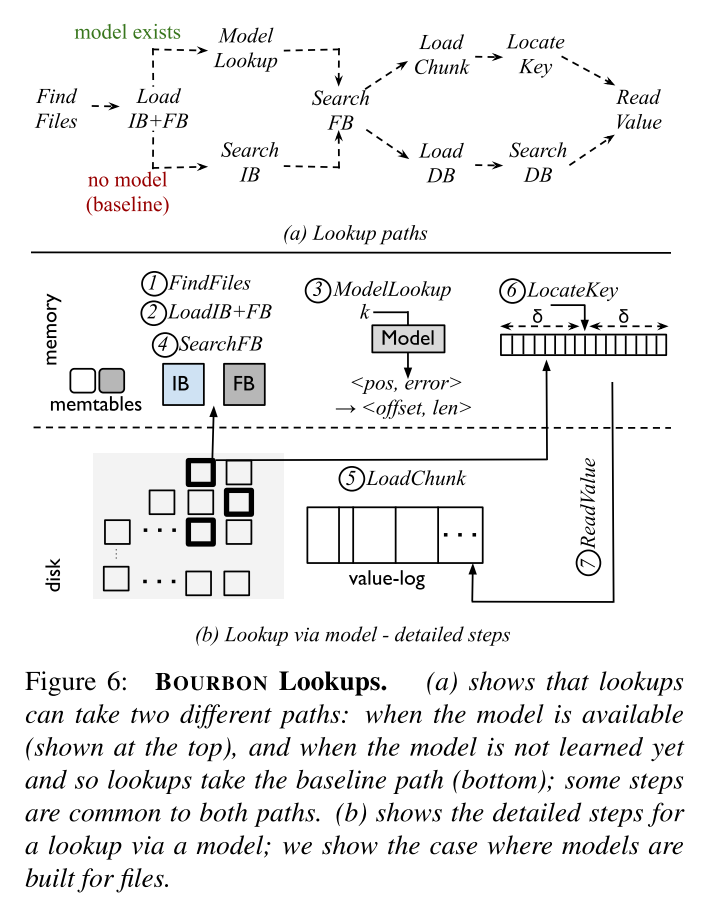 model exists
Model
Lookup
Load
Chunk
Locate
Key
Find
Files
Load
IB+FB
Search
FB
Read
Value
no model
(baseline)
Search
IB
Load
DB
Search
DB
(a) Lookup paths
memory
① FindFiles
② LoadIB+FB
④ SearchFB
③ ModelLookup
k
Model
<pos, error>
→ <offset, len>
⑥ LocateKey
δ δ
memtables
IB
FB
disk
⑤ LoadChunk
value-log
⑦ ReadValue
(b) Lookup via model - detailed steps
Figure 6: BOURBON Lookups. (a) shows that lookups
can take two different paths: when the model is available
(shown at the top), and when the model is not learned yet
and so lookups take the baseline path (bottom); some steps
are common to both paths. (b) shows the detailed steps for
a lookup via a model; we show the case where models are
built for files.